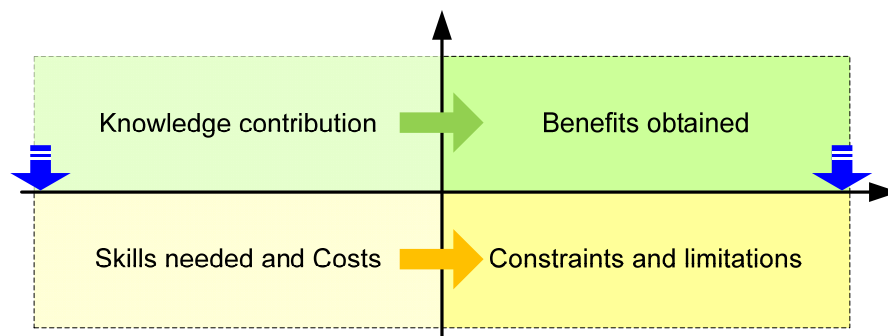 Knowledge contribution
Benefits obtained
Skills needed and Costs
Constraints and limitations